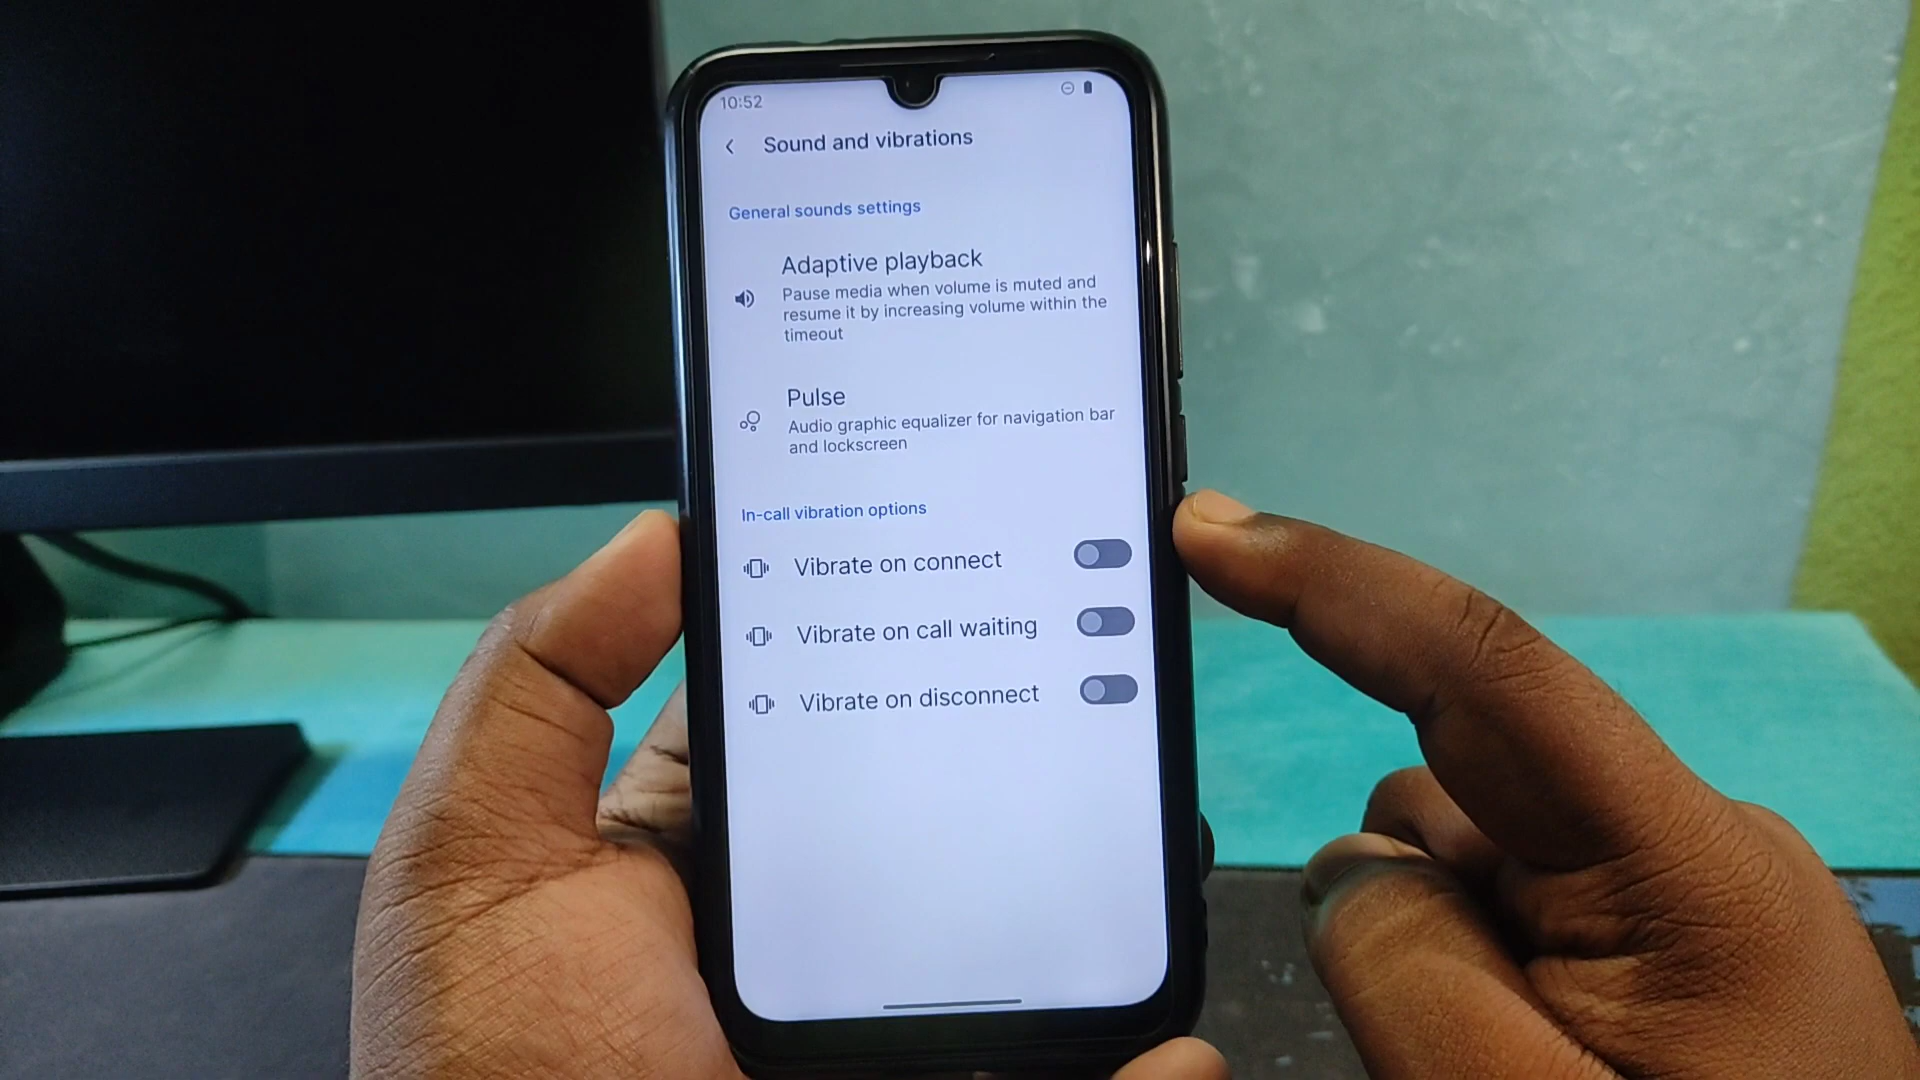 10:52
Sound and vibrations
General sounds settings
Adaptive playback
Pause media when volume is muted and
resume it by increasing volume within the
timeout
Pulse
Audio graphic equalizer for navigation bar
and lockscreen
In-call vibration options
Vibrate on connect
Vibrate on call waiting
Vibrate on disconnect